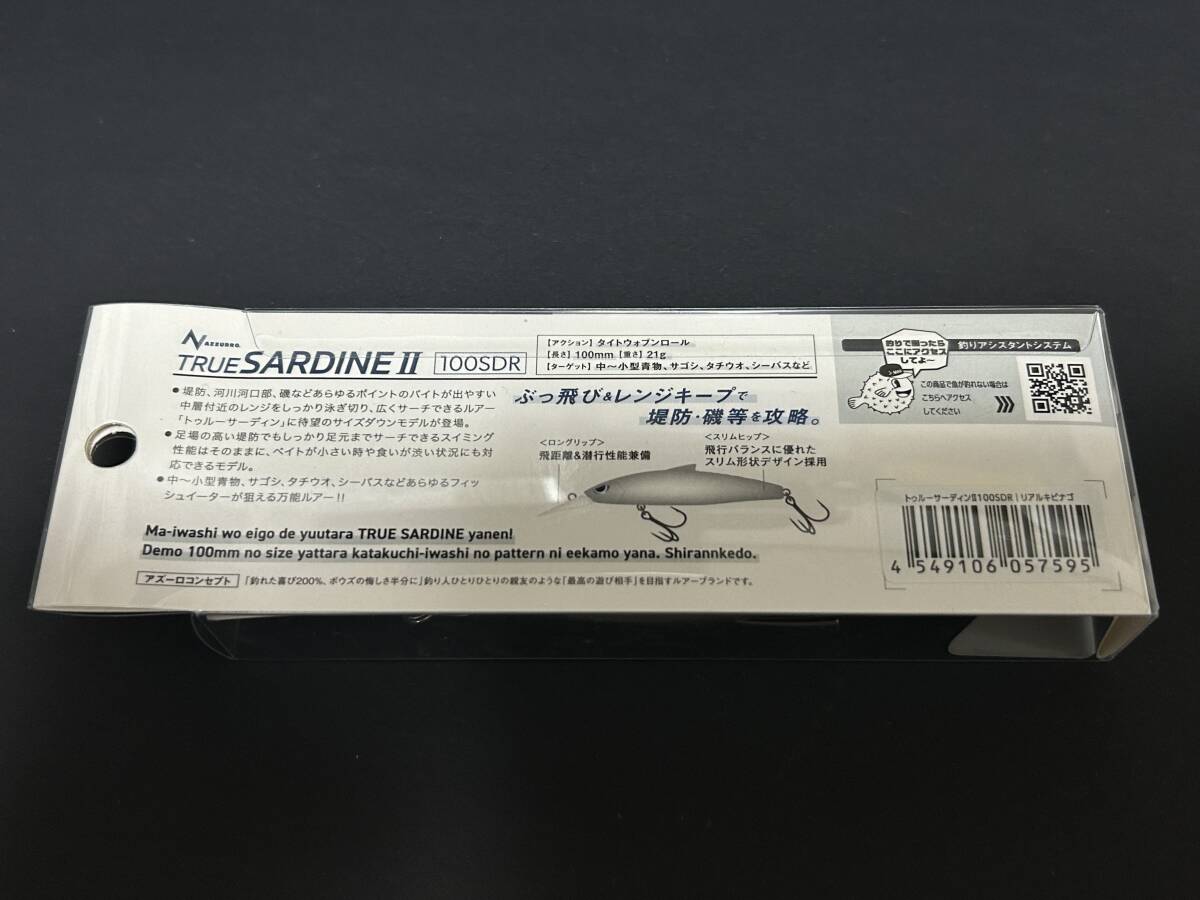 AZZURRO.
TRUE SARDINE II 100SDR
【アクション】タイトウォブンロール
【長さ】100mm【重さ】21g
【ターゲット】中〜小型青物、サゴシ、タチウオ、シーバスなど
●堤防、河川河口部、磯などあらゆるポイントのバイトが出やすい
中層付近のレンジをしっかり泳ぎ切り、広くサーチできるルアー
「トゥルーサーディン」に待望のサイズダウンモデルが登場。
●足場の高い堤防でもしっかり足元までサーチできるスイミング
性能はそのままに、ベイトが小さい時や食いが渋い状況にも対
応できるモデル。
●中〜小型青物、サゴシ、タチウオ、シーバスなどあらゆるフィッ
シュイーターが狙える万能ルアー!!
ぶっ飛び&レンジキープで
堤防・磯等を攻略。
<ロングリップ>
飛距離&潜行性能兼備
<スリムヒップ>
飛行バランスに優れた
スリム形状デザイン採用
Ma-iwashi wo eigo de yuutara TRUE SARDINE yanen!
Demo 100mm no size yattara katakuchi-iwashi no pattern ni eekamo yana. Shirannkedo.
アズーロコンセプト 「釣れた喜び200%、ボウズの悔しさ半分に」釣り人ひとりひとりの親友のような「最高の遊び相手」を目指すルアーブランドです。
釣りで困ったら
ここにアクセス
してよ〜
釣りアシスタントシステム
この商品で魚が釣れない場合は
こちらへアクセス
してください
トゥルーサーディンII100SDR|リアルキビナゴ
4 549106 057595